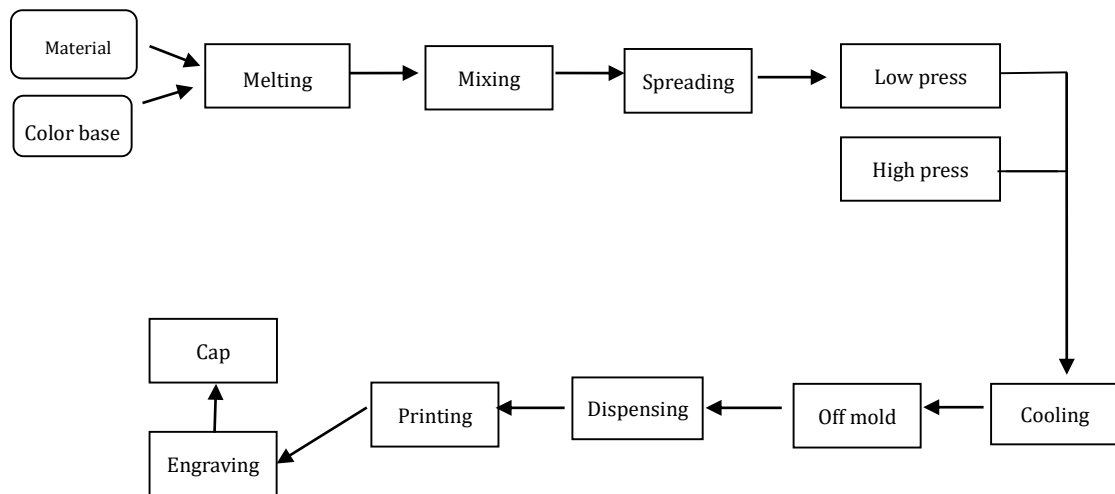 Material
Color base
Melting
Mixing
Spreading
Low press
High press
Cooling
Off mold
Dispensing
Printing
Engraving
Cap